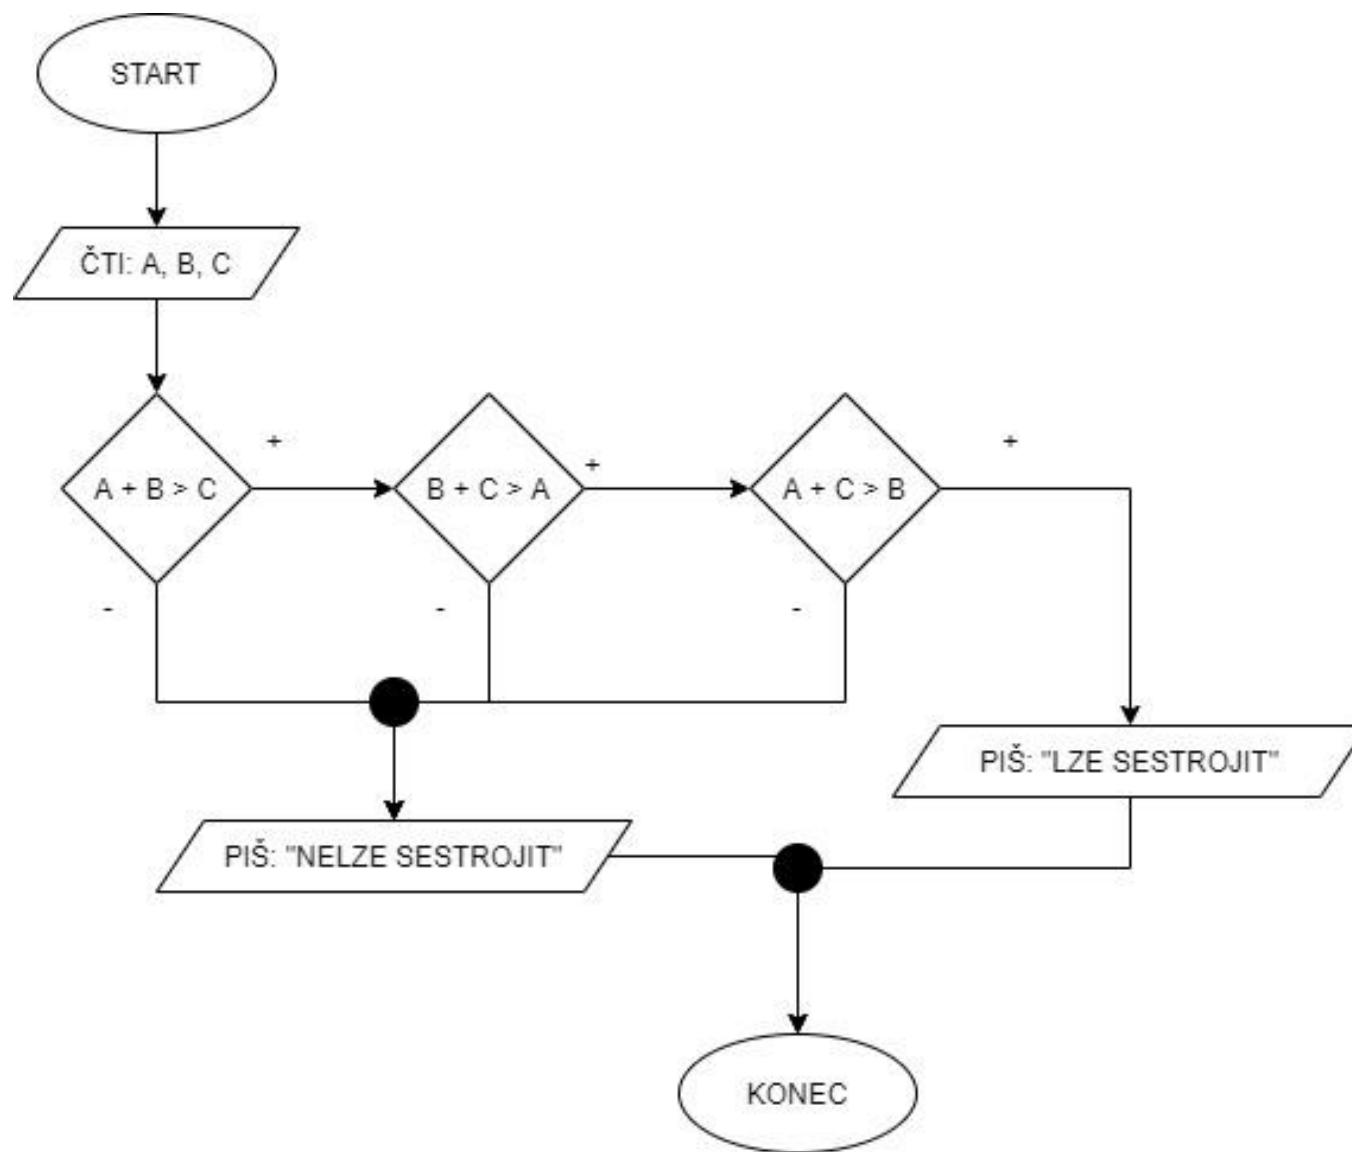 START
ČTI: A, B, C
+
+
+
A + B > C
B + C > A
A + C > B
-
-
-
PIŠ: "LZE SESTROJIT"
PIŠ: "NELZE SESTROJIT"
KONEC